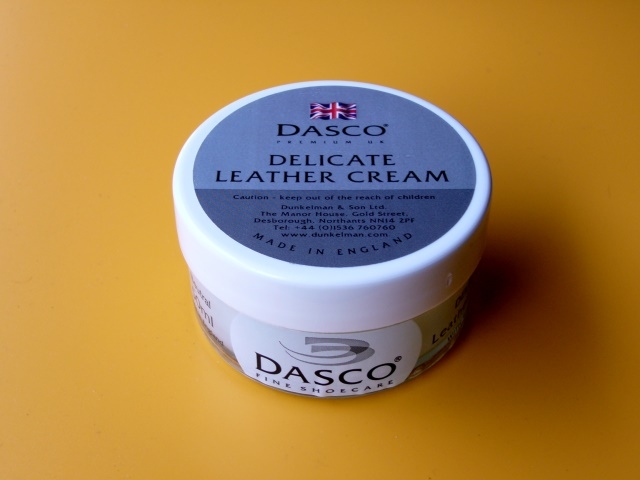 DASCO®
PREMIUM UK
DELICATE
LEATHER CREAM
Caution - keep out of the reach of children
Dunkelman & Son Ltd.
The Manor House, Gold Street,
Desborough, Northants NN14 2PF
Tel: +44 (0)1536 760760
www.dunkelman.com
MADE IN ENGLAND
DASCO®
FINE SHOECARE